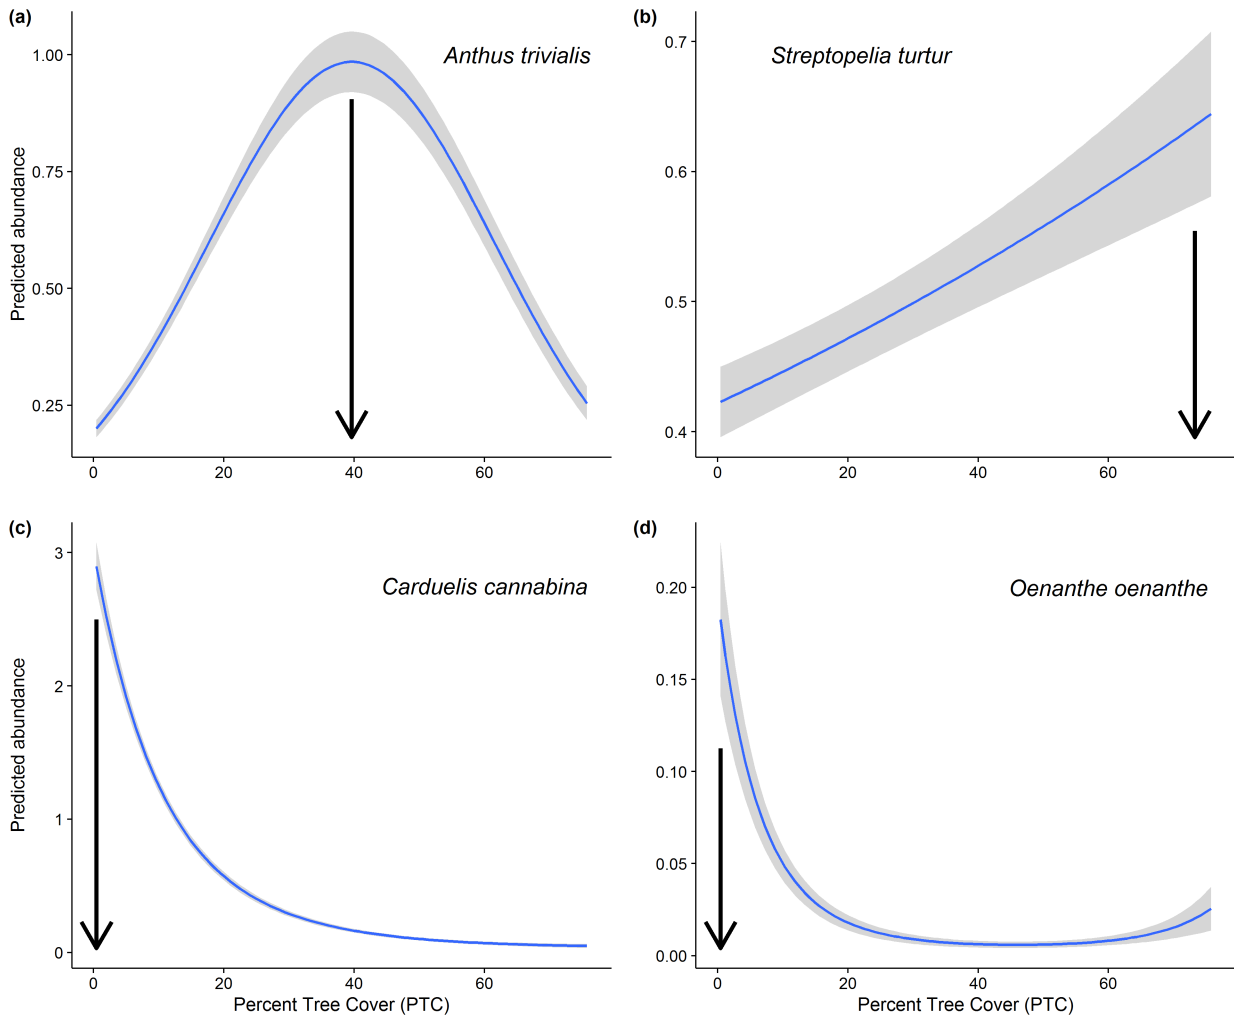 (a)
Anthus trivialis
Predicted abundance
1.00
0.75
0.50
0.25
0 20 40 60
(b)
Streptopelia turtur
0.7
0.6
0.5
0.4
0 20 40 60
(c)
Carduelis cannabina
Predicted abundance
3
2
1
0
0 20 40 60
Percent Tree Cover (PTC)
(d)
Oenanthe oenanthe
0.20
0.15
0.10
0.05
0.00
0 20 40 60
Percent Tree Cover (PTC)